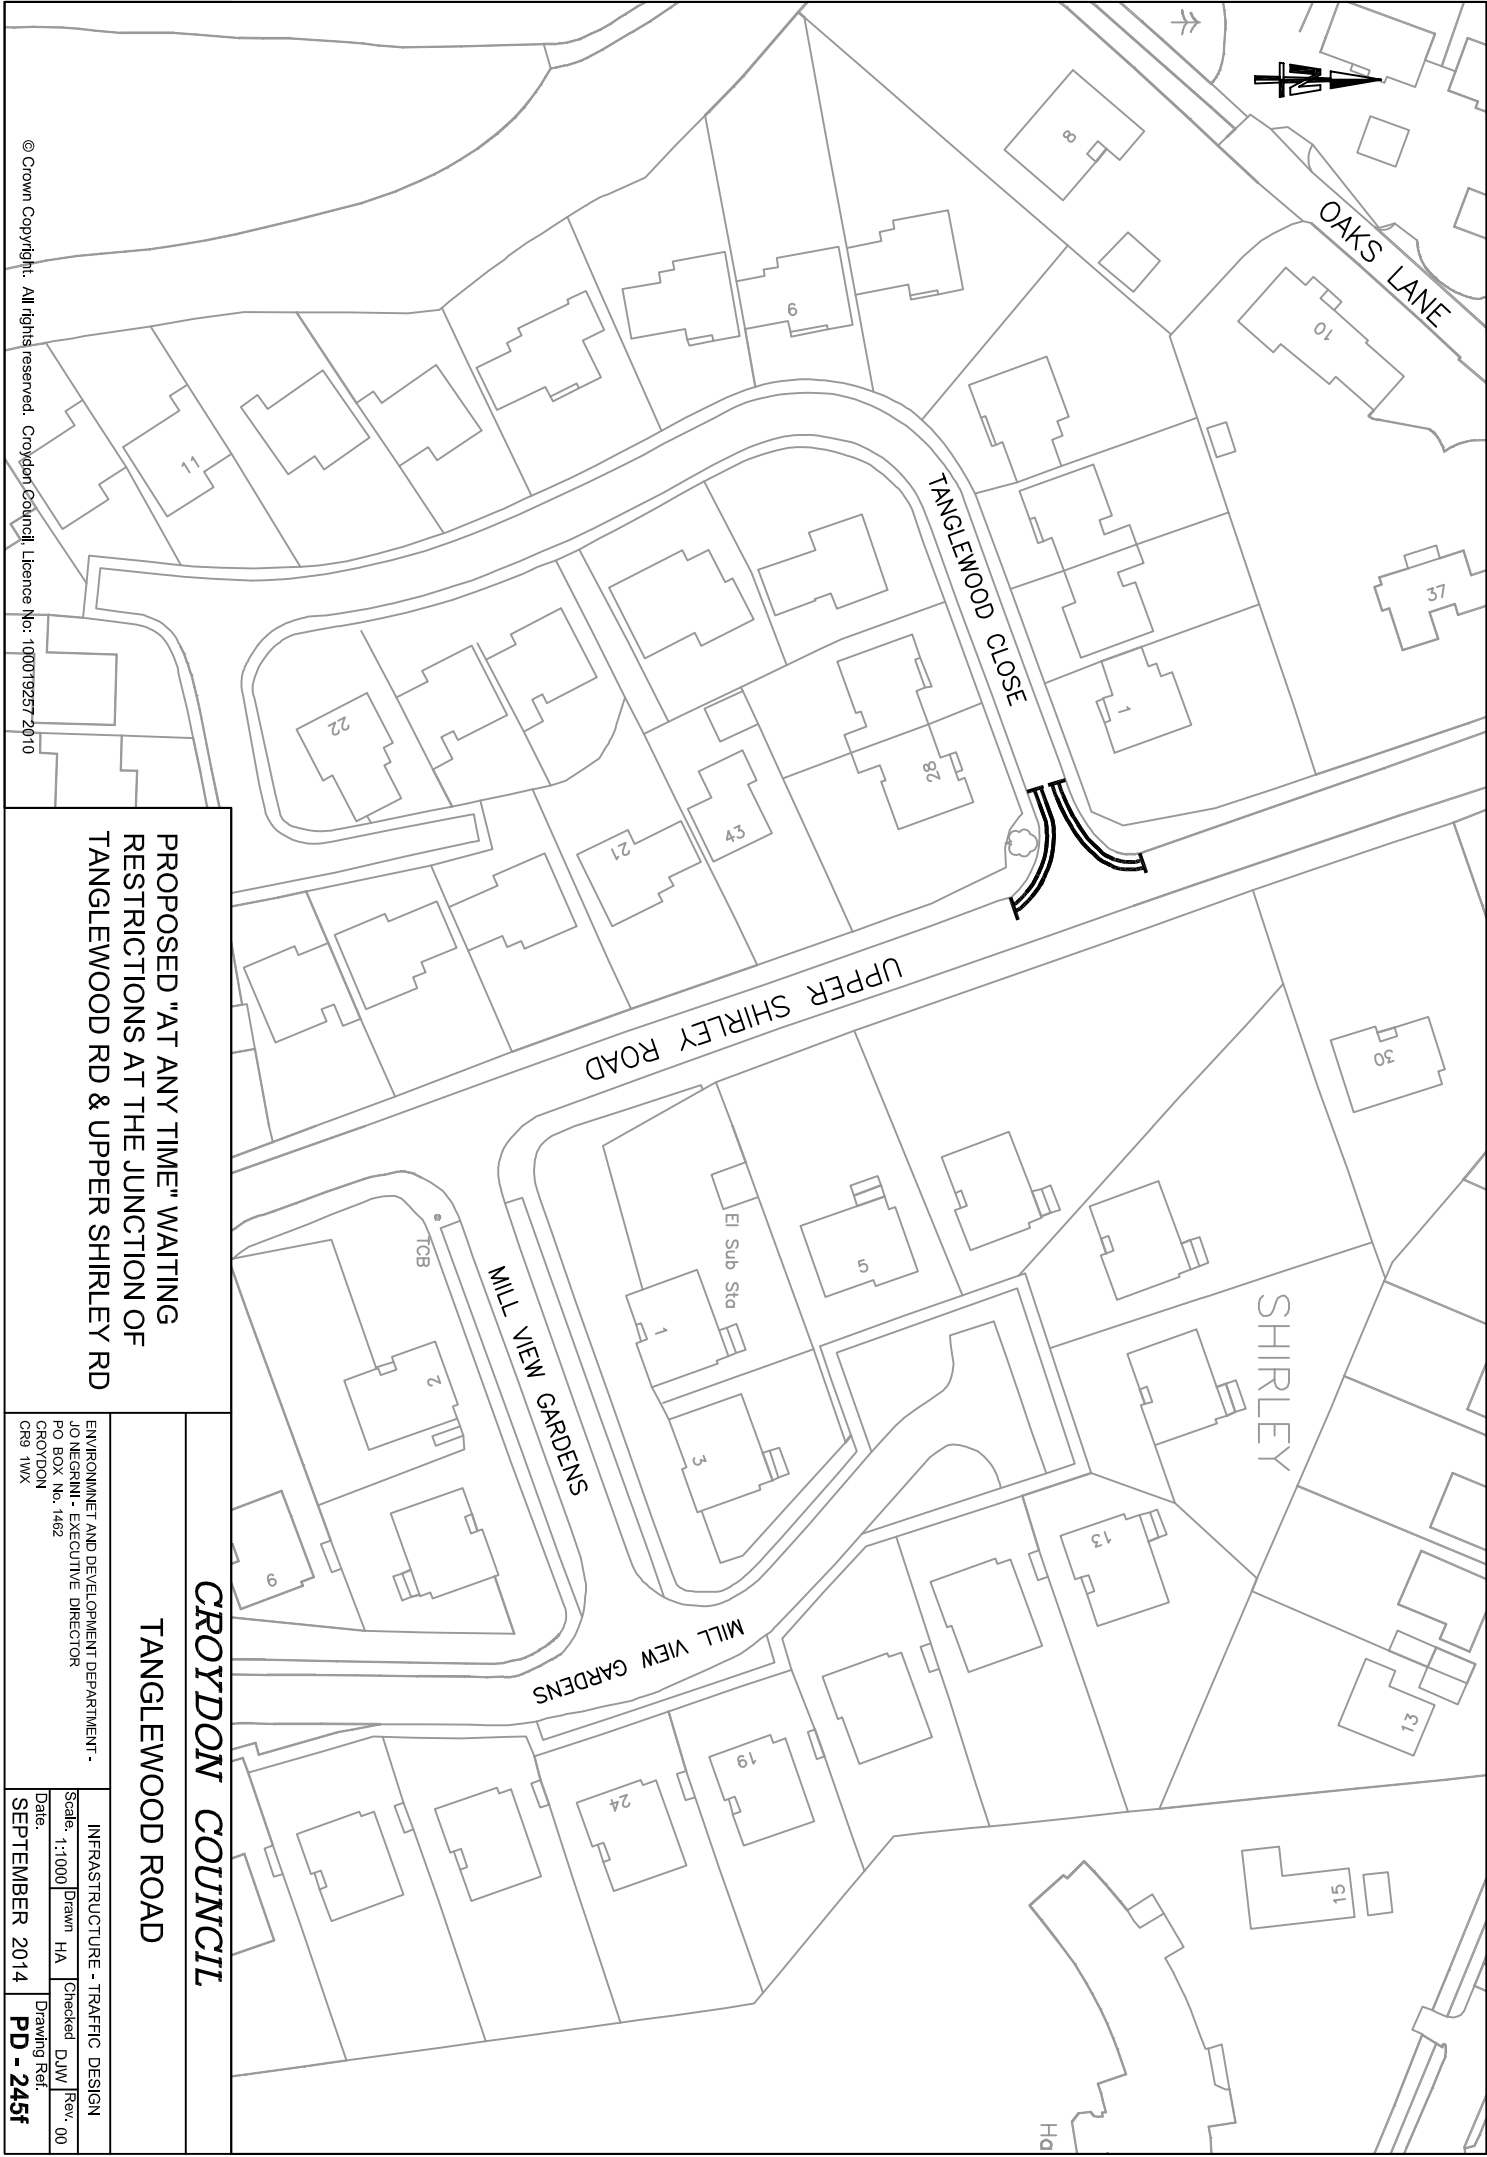 OAKS LANE
8
10
6
TANGLEWOOD CLOSE
37
11
1
28
22
43
21
UPPER SHIRLEY ROAD
30
El Sub Sta
5
TCB
MILL VIEW GARDENS
1
2
3
SHIRLEY
13
9
MILL VIEW GARDENS
13
19
24
15
Ha
N
© Crown Copyright. All rights reserved. Croydon Council, Licence No: 100019257 2010
PROPOSED "AT ANY TIME" WAITING
RESTRICTIONS AT THE JUNCTION OF
TANGLEWOOD RD & UPPER SHIRLEY RD
CROYDON COUNCIL
TANGLEWOOD ROAD
ENVIRONMNET AND DEVELOPMENT DEPARTMENT -
JO NEGRINI - EXECUTIVE DIRECTOR
PO BOX No. 1462
CROYDON
CR9 1WX
INFRASTRUCTURE - TRAFFIC DESIGN
Scale. 1:1000 Drawn HA Checked DJW Rev. 00
Date. SEPTEMBER 2014
Drawing Ref. PD - 245f